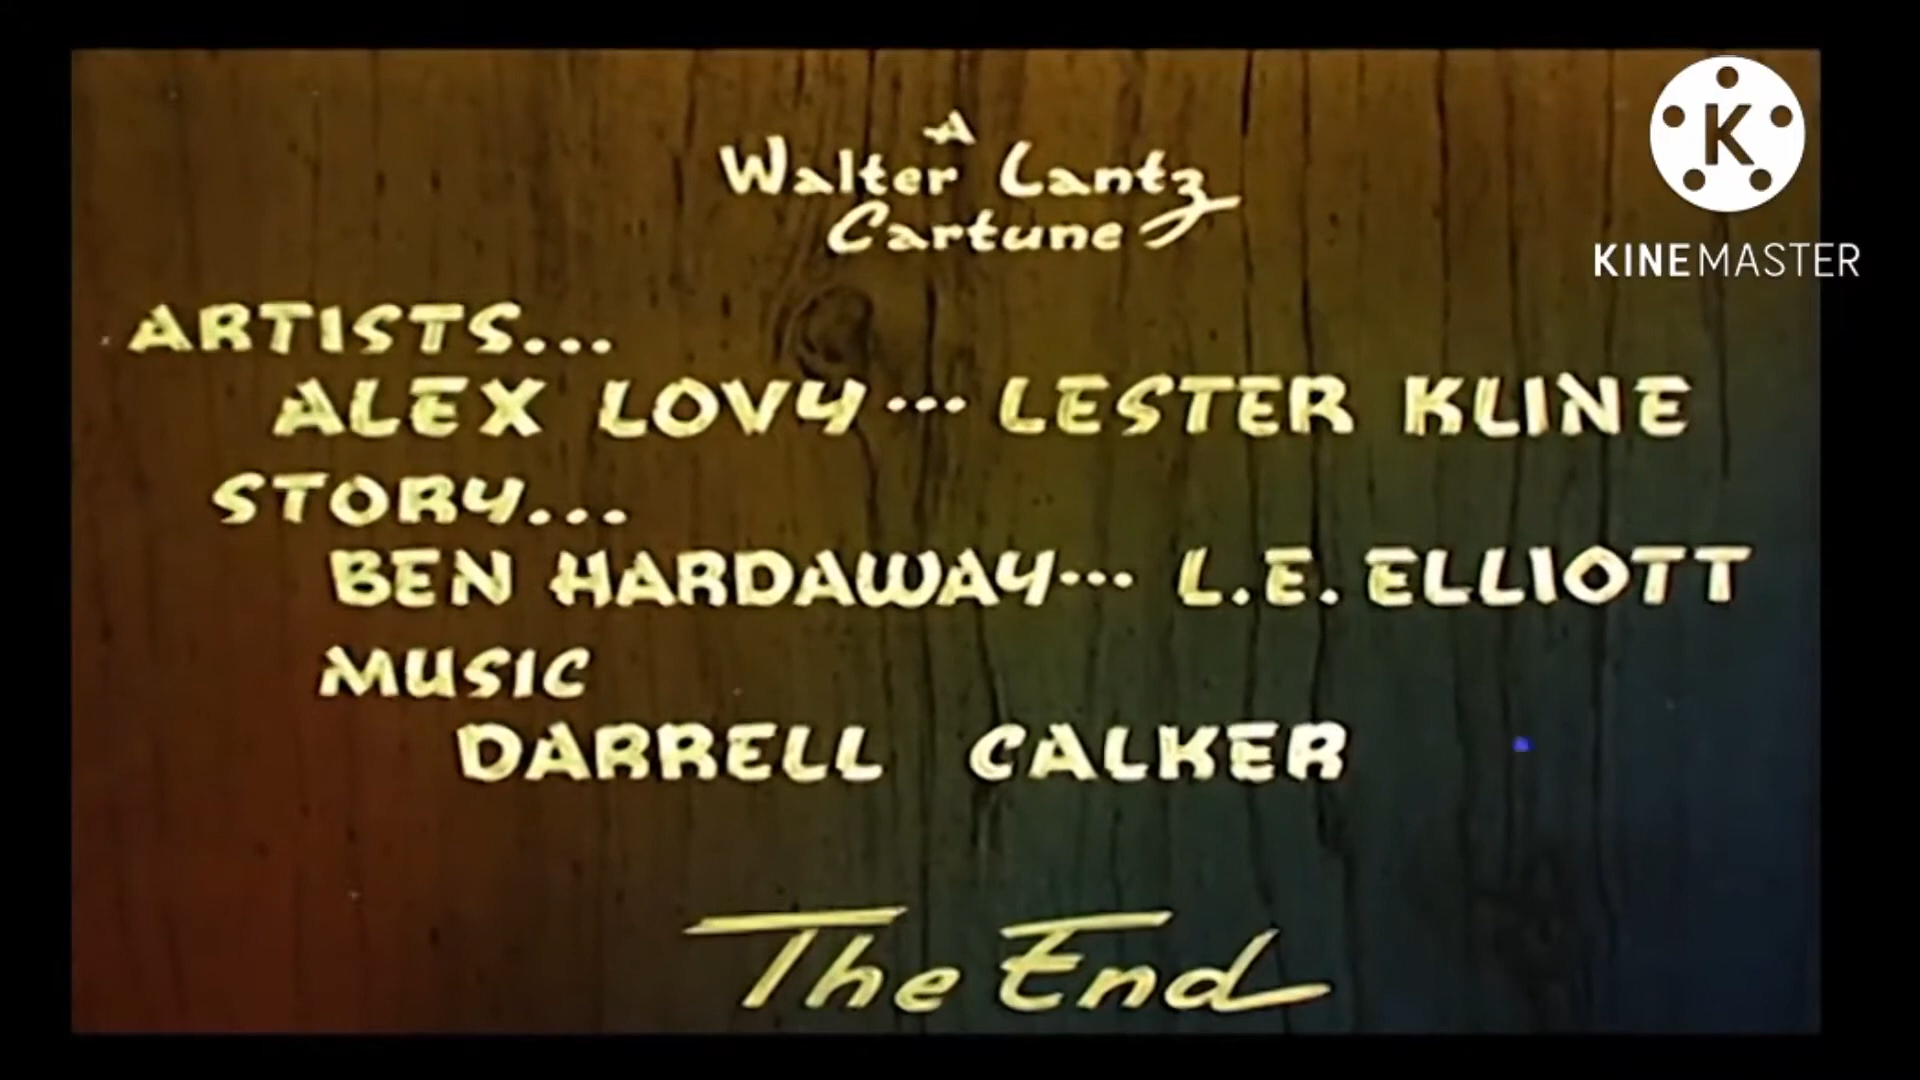 A
Walter Lantz
Cartune
ARTISTS...
ALEX LOVY... LESTER KLINE
STORY...
BEN HARDAWAY... L.E. ELLIOTT
MUSIC
DARRELL CALKER
The End
K
KINEMASTER